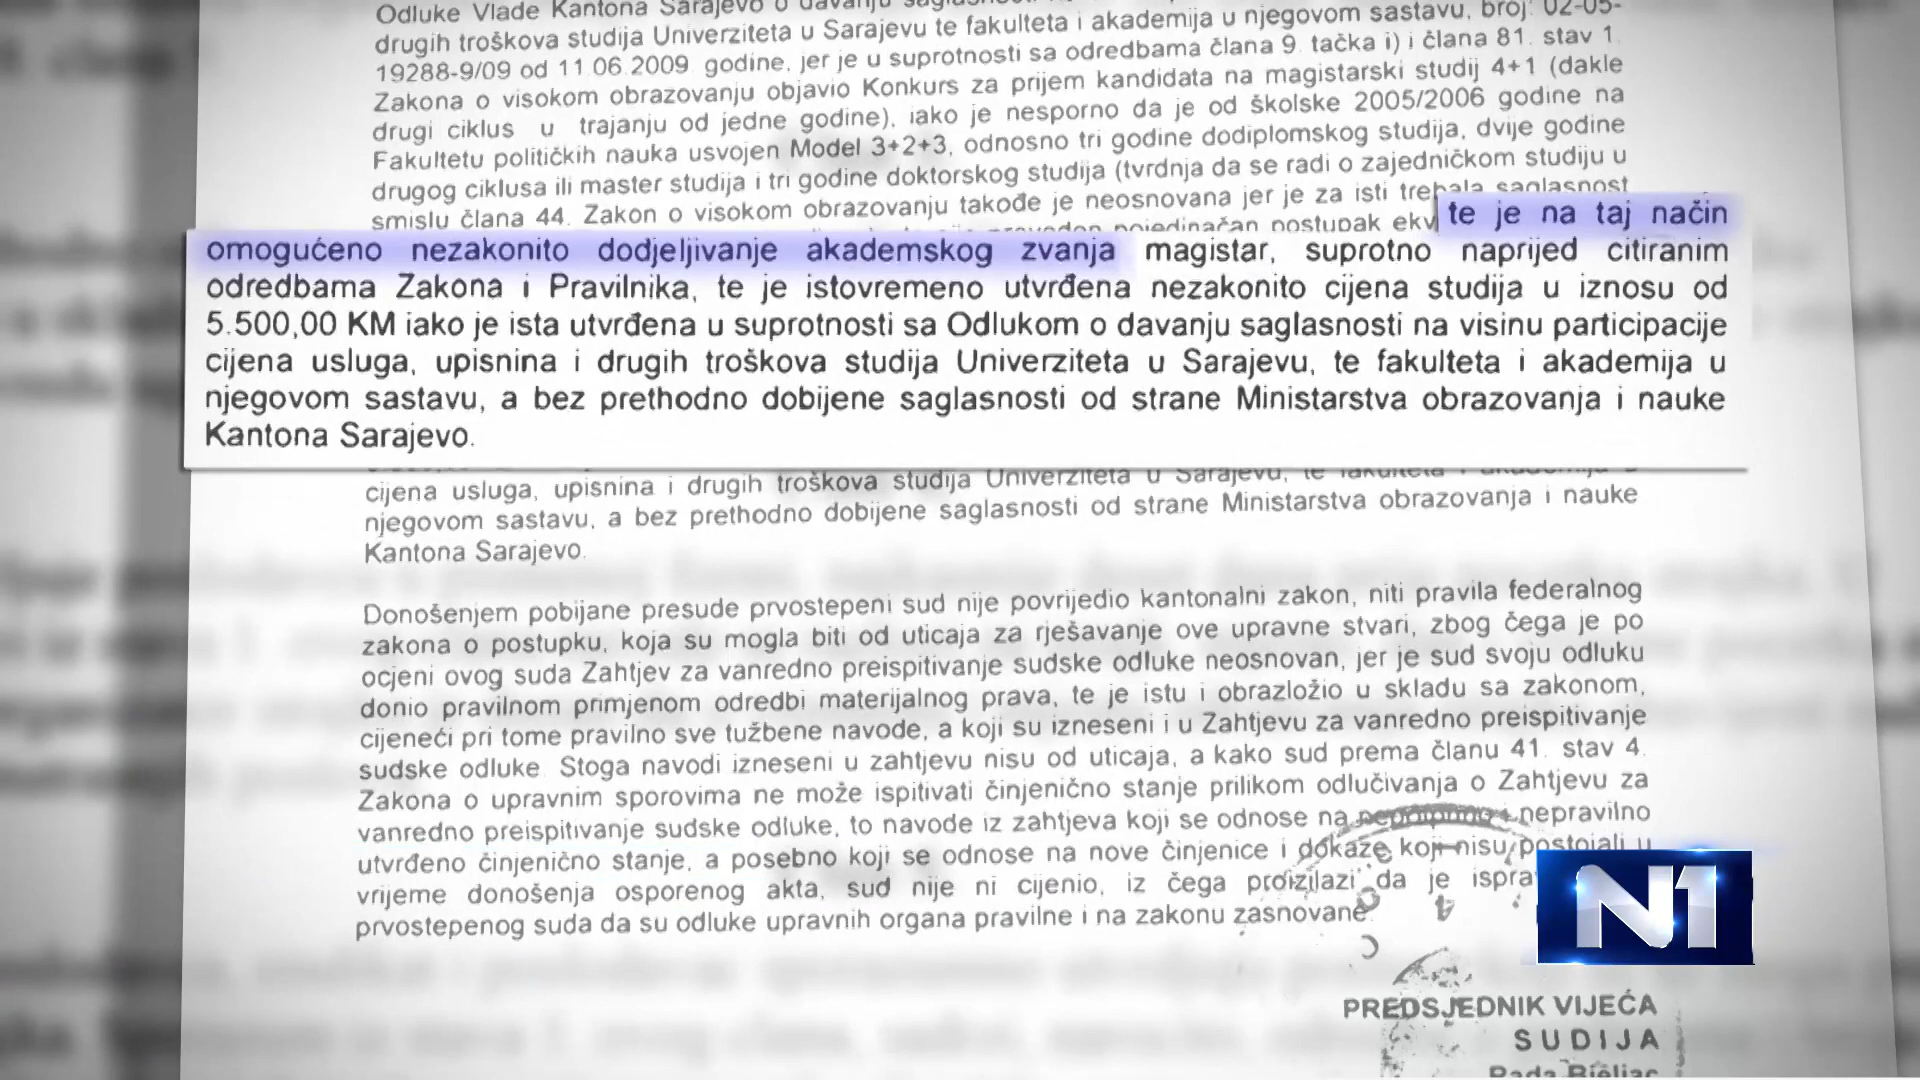 Odluke Vlade Kantona Sarajevo o davanju
drugih troškova studija Univerziteta u Sarajevu te fakulteta i akademija u njegovom sastavu, broj: 02-05-
19288-9/09 od 11.06.2009. godine, jer je u suprotnosti sa odredbama člana 9. tačka i) i člana 81. stav 1.
Zakona o visokom obrazovanju objavio Konkurs za prijem kandidata na magistarski studij 4+1 (dakle
drugi ciklus u trajanju od jedne godine), iako je nesporno da je od školske 2005/2006 godine na
Fakultetu političkih nauka usvojen Model 3+2+3, odnosno tri godine dodiplomskog studija, dvije godine
drugog ciklusa ili master studija i tri godine doktorskog studija (tvrdnja da se radi o zajedničkom studiju u
smislu člana 44. Zakon o visokom obrazovanju takođe je neosnovana jer je za isti trebala saglasnost
pojedinačan postupak
te je na taj način
omogućeno nezakonito dodjeljivanje akademskog zvanja magistar, suprotno naprijed citiranim
odredbama Zakona i Pravilnika, te je istovremeno utvrđena nezakonito cijena studija u iznosu od
5.500,00 KM iako je ista utvrđena u suprotnosti sa Odlukom o davanju saglasnosti na visinu participacije
cijena usluga, upisnina i drugih troškova studija Univerziteta u Sarajevu, te fakulteta i akademija u
njegovom sastavu, a bez prethodno dobijene saglasnosti od strane Ministarstva obrazovanja i nauke
Kantona Sarajevo.
cijena usluga, upisnina i drugih troškova studija Univerziteta u Sarajevu, te fakulteta i
njegovom sastavu, a bez prethodno dobijene saglasnosti od strane Ministarstva obrazovanja i nauke
Kantona Sarajevo.
Donošenjem pobijane presude prvostepeni sud nije povrijedio kantonalni zakon, niti pravila federalnog
zakona o postupku, koja su mogla biti od uticaja za rješavanje ove upravne stvari, zbog čega je po
ocjeni ovog suda Zahtjev za vanredno preispitivanje sudske odluke neosnovan, jer je sud svoju odluku
donio pravilnom primjenom odredbi materijalnog prava, te je istu i obrazložio u skladu sa zakonom,
cijeneći pri tome pravilno sve tužbene navode, a koji su izneseni i u Zahtjevu za vanredno preispitivanje
sudske odluke. Stoga navodi izneseni u zahtjevu nisu od uticaja, a kako sud prema članu 41. stav 4.
Zakona o upravnim sporovima ne može ispitivati činjenično stanje prilikom odlučivanja o Zahtjevu za
vanredno preispitivanje sudske odluke, to navode iz zahtjeva koji se odnose na nepotpuno i nepravilno
utvrđeno činjenično stanje, a posebno koji se odnose na nove činjenice i dokaze koji nisu postojali u
vrijeme donošenja osporenog akta, sud nije ni cijenio, iz čega proizilazi da je
prvostepenog suda da su odluke upravnih organa pravilne i na zakonu zasnovane.
N1
PREDSJEDNIK VIJEĆA
SUDIJA
Rada Bjeljac